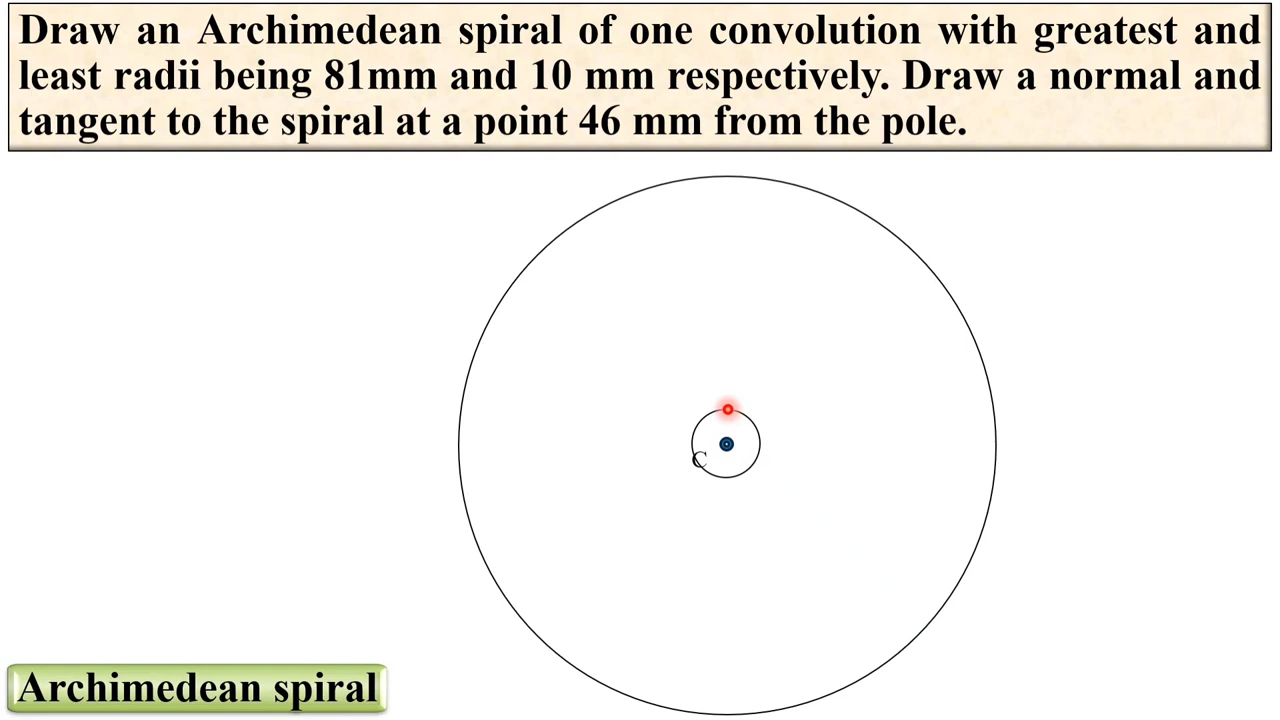 Draw an Archimedean spiral of one convolution with greatest and
least radii being 81mm and 10 mm respectively. Draw a normal and
tangent to the spiral at a point 46 mm from the pole.
C
Archimedean spiral